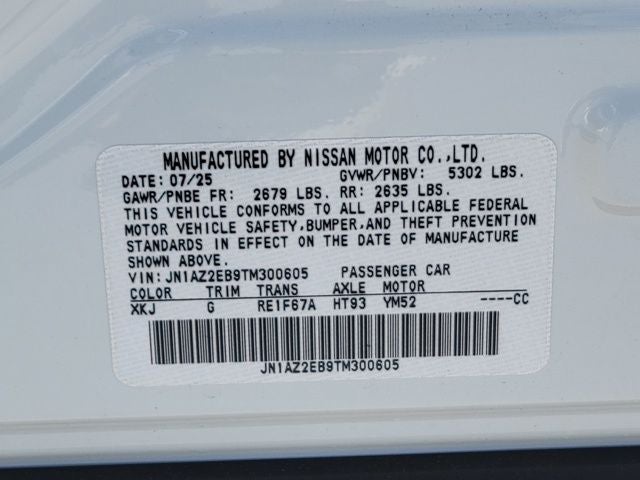 MANUFACTURED BY NISSAN MOTOR CO.,LTD.
DATE: 07/25 GVWR/PNBV: 5302 LBS.
GAWR/PNBE FR: 2679 LBS. RR: 2635 LBS.
THIS VEHICLE CONFORMS TO ALL APPLICABLE FEDERAL
MOTOR VEHICLE SAFETY,BUMPER,AND THEFT PREVENTION
STANDARDS IN EFFECT ON THE DATE OF MANUFACTURE
SHOWN ABOVE.
VIN: JN1AZ2EB9TM300605 PASSENGER CAR
COLOR TRIM TRANS AXLE MOTOR
XKJ G RE1F67A HT93 YM52 ----CC
JN1AZ2EB9TM300605